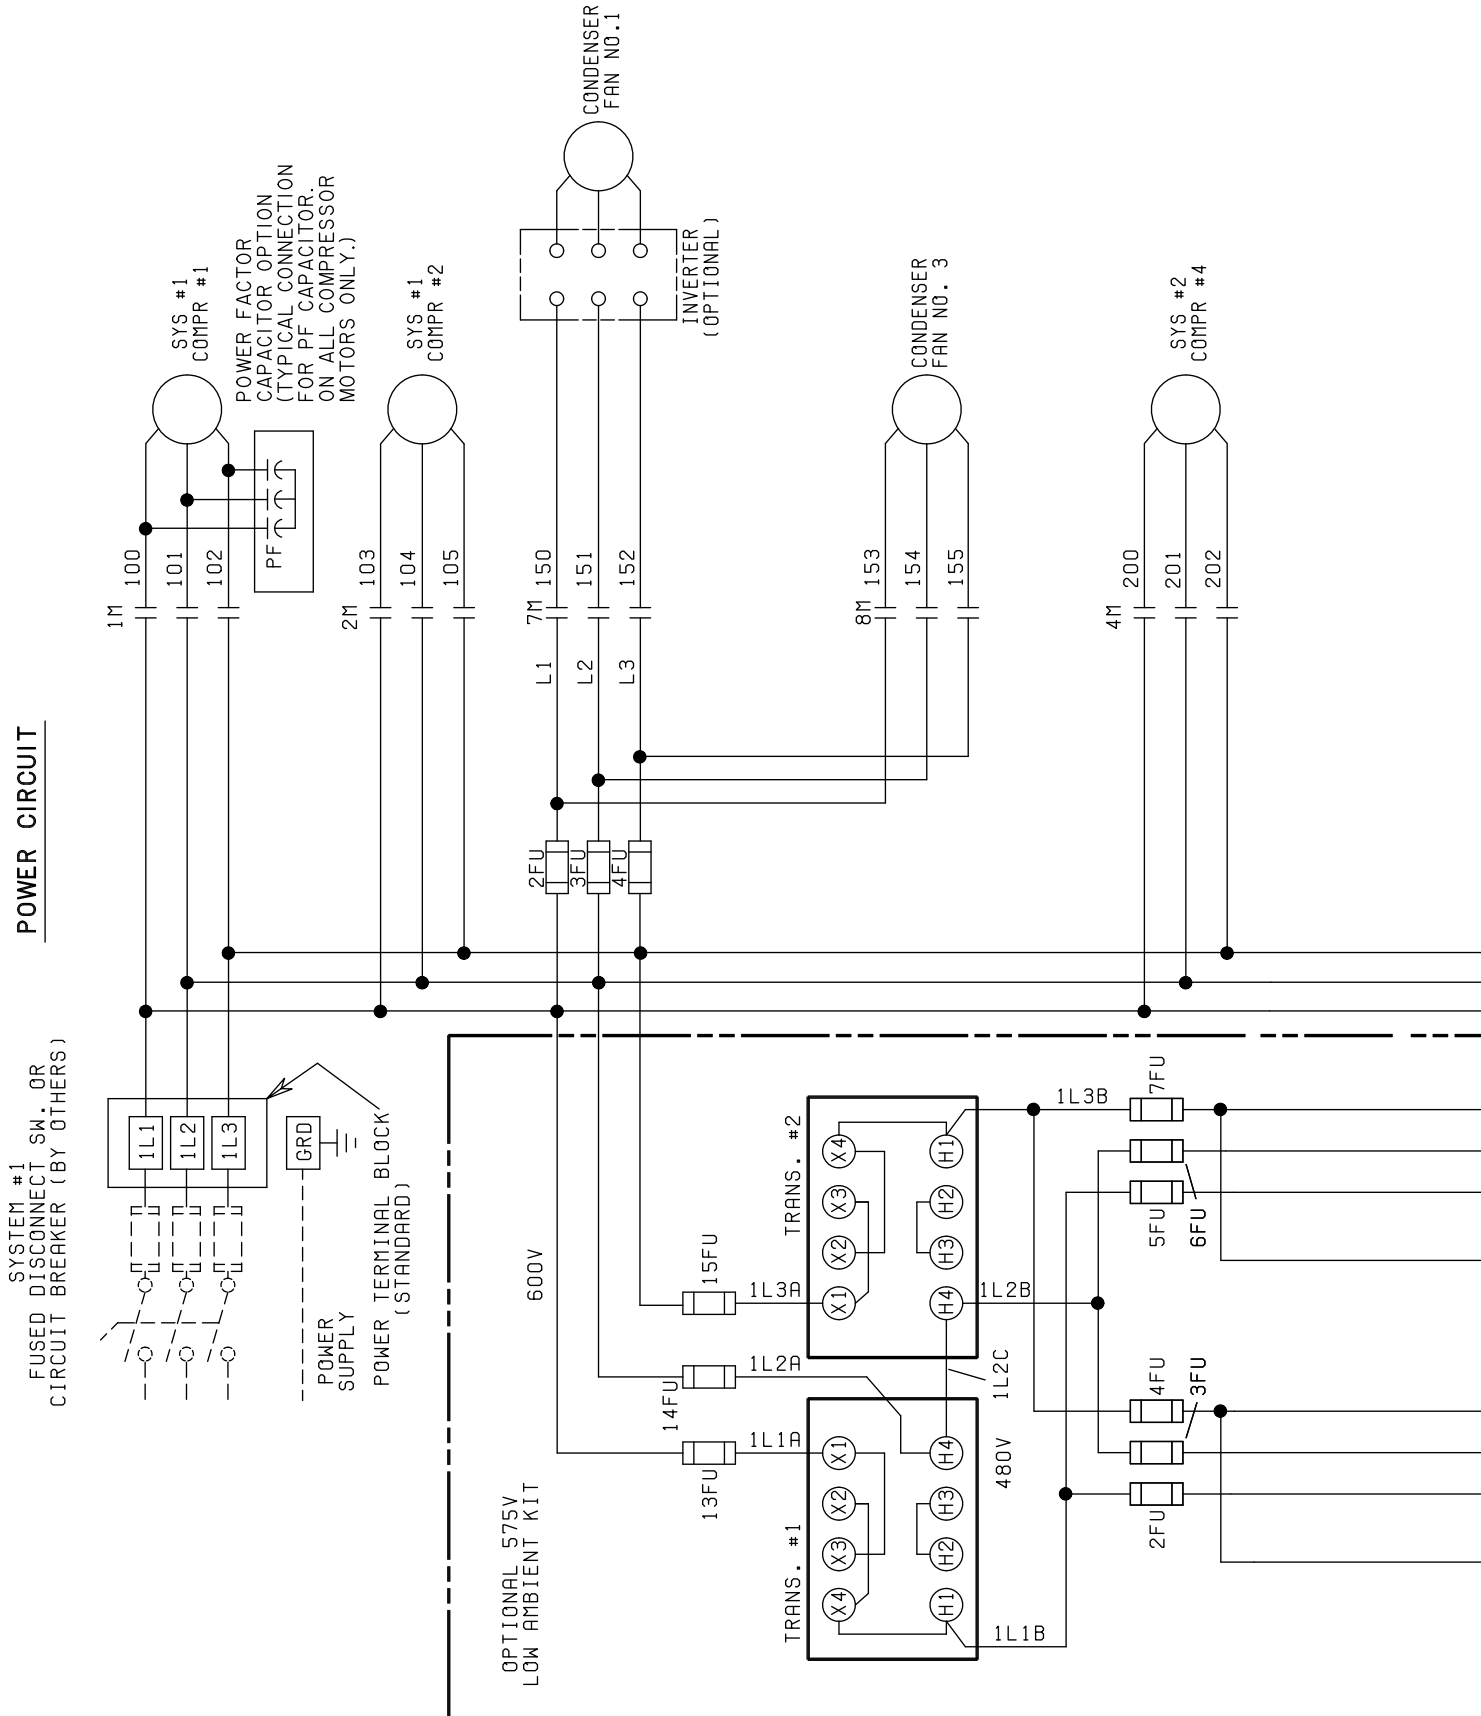 POWER CIRCUIT
SYSTEM #1
FUSED DISCONNECT SW. OR
CIRCUIT BREAKER (BY OTHERS)
1L1
1L2
1L3
GRD
POWER
SUPPLY
POWER TERMINAL BLOCK
(STANDARD)
1M
100
101
102
SYS #1
COMPR #1
PF
POWER FACTOR
CAPACITOR OPTION
(TYPICAL CONNECTION
FOR PF CAPACITOR.
ON ALL COMPRESSOR
MOTORS ONLY.)
2M
103
104
105
SYS #1
COMPR #2
2FU
3FU
4FU
L1
L2
L3
7M
150
151
152
INVERTER
(OPTIONAL)
CONDENSER
FAN NO.1
8M
153
154
155
CONDENSER
FAN NO. 3
4M
200
201
202
SYS #2
COMPR #4
OPTIONAL 575V
LOW AMBIENT KIT
600V
13FU
14FU
15FU
1L1A
1L2A
1L3A
TRANS. #1
X4
X3
X2
X1
H1
H2
H3
H4
480V
TRANS. #2
X1
X2
X3
X4
H4
H3
H2
H1
1L2C
1L1B
1L2B
1L3B
2FU
3FU
4FU
5FU
6FU
7FU